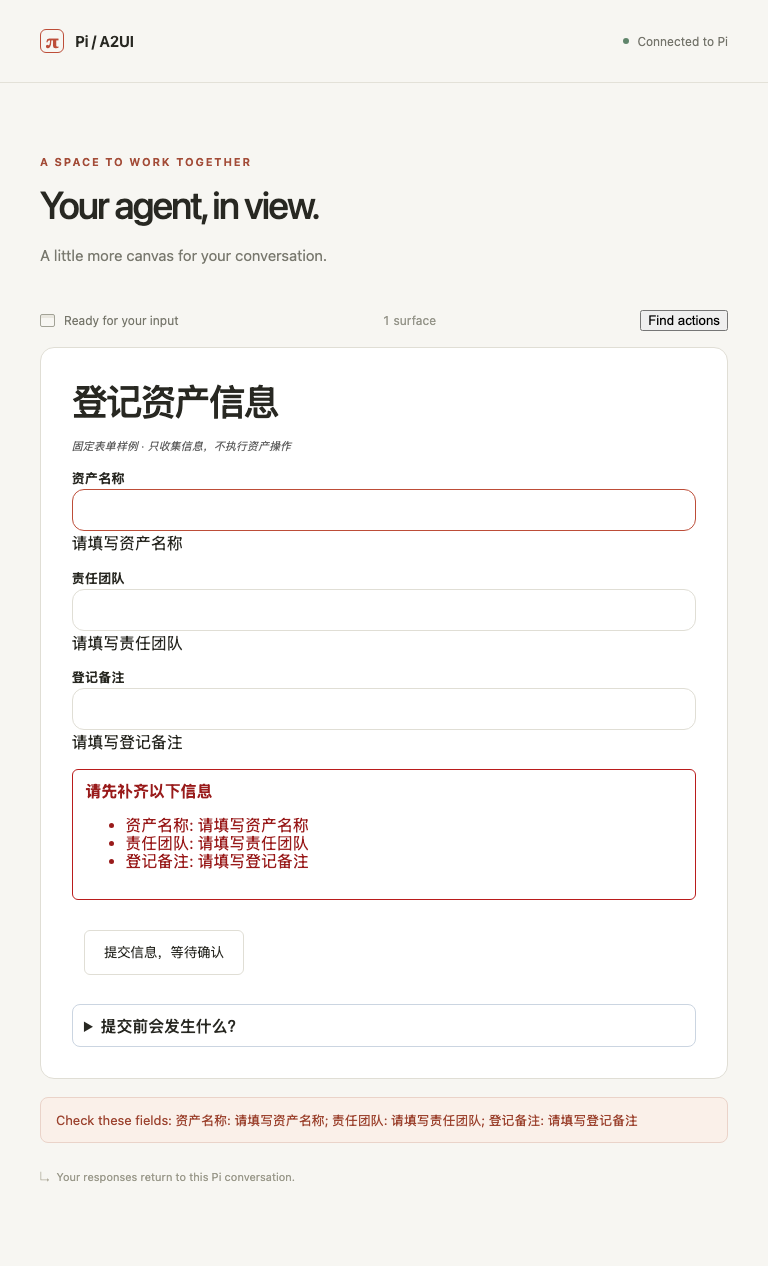 π Pi / A2UI
Connected to Pi
A SPACE TO WORK TOGETHER
Your agent, in view.
A little more canvas for your conversation.
Ready for your input
1 surface
Find actions
登记资产信息
固定表单样例 · 只收集信息，不执行资产操作
资产名称
请填写资产名称
责任团队
请填写责任团队
登记备注
请填写登记备注
请先补齐以下信息
资产名称: 请填写资产名称
责任团队: 请填写责任团队
登记备注: 请填写登记备注
提交信息，等待确认
提交前会发生什么?
Check these fields: 资产名称: 请填写资产名称; 责任团队: 请填写责任团队; 登记备注: 请填写登记备注
Your responses return to this Pi conversation.